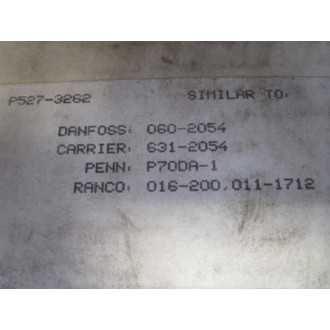 P527-3262 SIMILAR TO:
DANFOSS: 060-2054
CARRIER: 631-2054
PENN: P70DA-1
RANCO: 016-200,011-1712